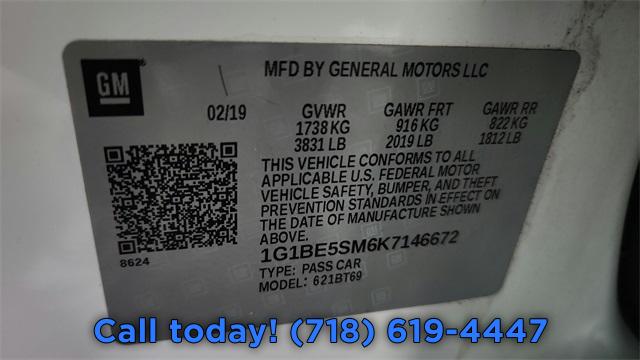 GM
MFD BY GENERAL MOTORS LLC
02/19 GVWR GAWR FRT GAWR RR
1738 KG 916 KG 822 KG
3831 LB 2019 LB 1812 LB
THIS VEHICLE CONFORMS TO ALL
APPLICABLE U.S. FEDERAL MOTOR
VEHICLE SAFETY, BUMPER, AND THEFT
PREVENTION STANDARDS IN EFFECT ON
THE DATE OF MANUFACTURE SHOWN
ABOVE.
8624
1G1BE5SM6K7146672
TYPE: PASS CAR
MODEL: 621BT69
Call today! (718) 619-4447